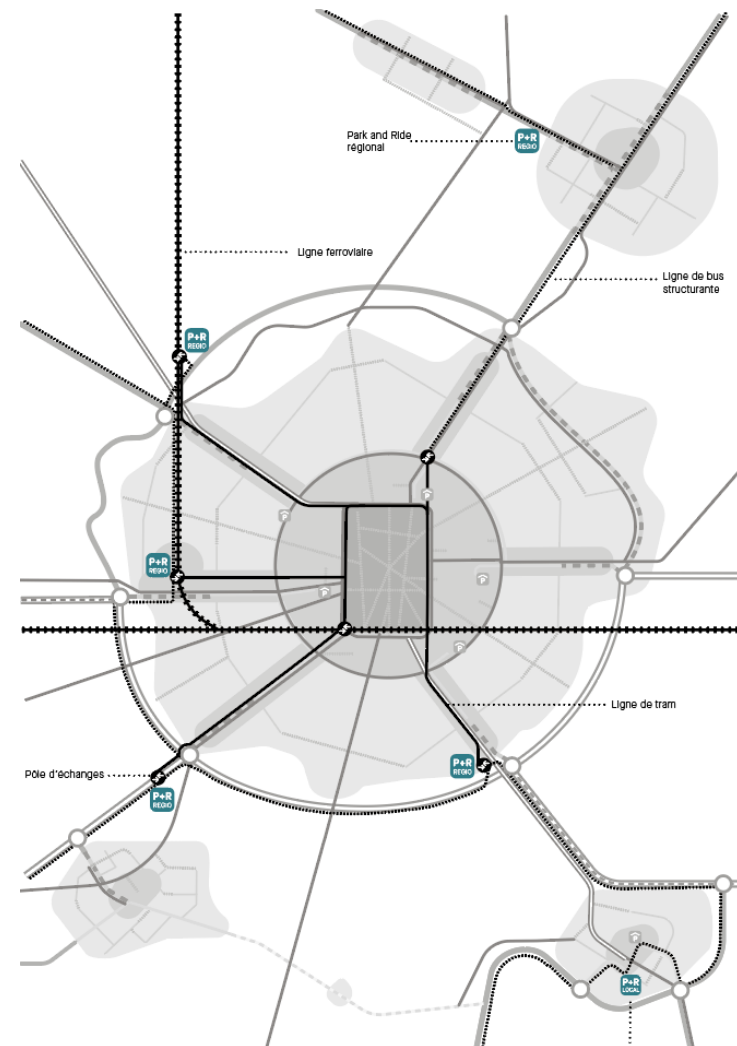 Park and Ride
régional
P+R
REGIO
Ligne ferroviaire
Ligne de bus
structurante
P+R
REGIO
P+R
REGIO
Ligne de tram
P+R
REGIO
Pôle d'échanges
P+R
REGIO
P+R
LOCAL